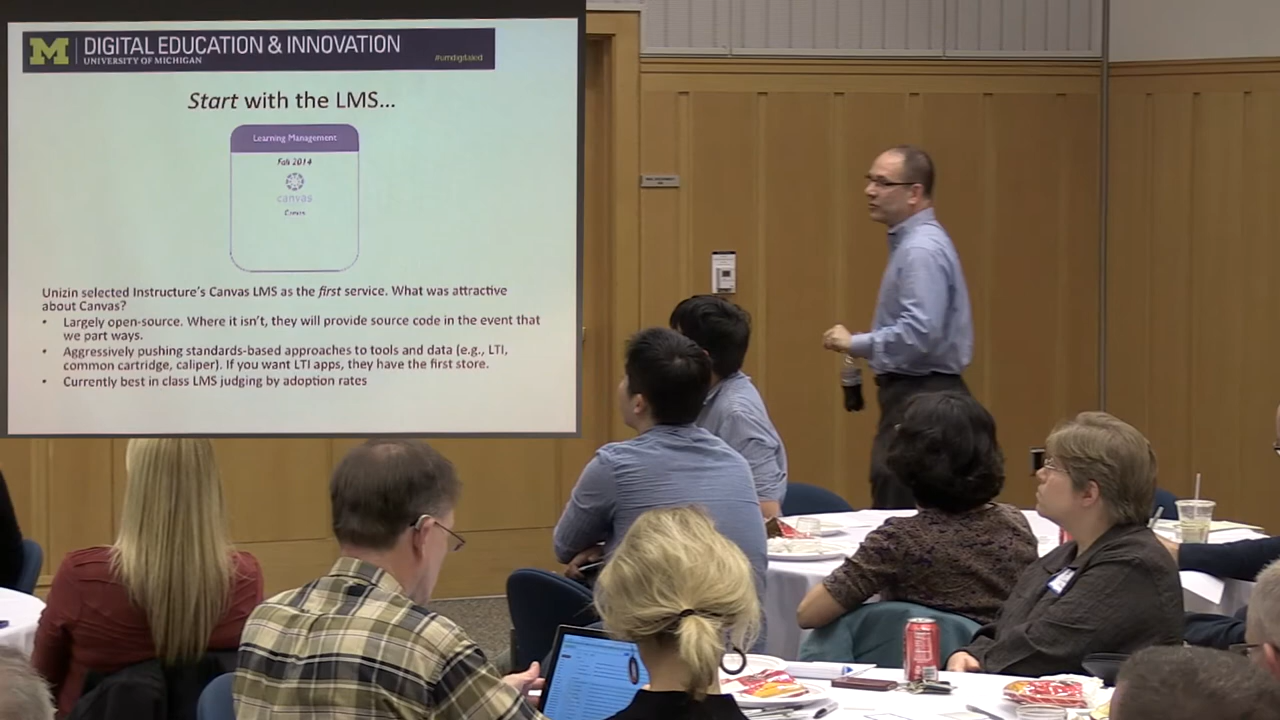 M DIGITAL EDUCATION & INNOVATION
UNIVERSITY OF MICHIGAN
#umdigitaled
Start with the LMS...
Learning Management
Fall 2014
canvas
Canvas
Unizin selected Instructure's Canvas LMS as the first service. What was attractive
about Canvas?
• Largely open-source. Where it isn't, they will provide source code in the event that
we part ways.
• Aggressively pushing standards-based approaches to tools and data (e.g., LTI,
common cartridge, caliper). If you want LTI apps, they have the first store.
• Currently best in class LMS judging by adoption rates